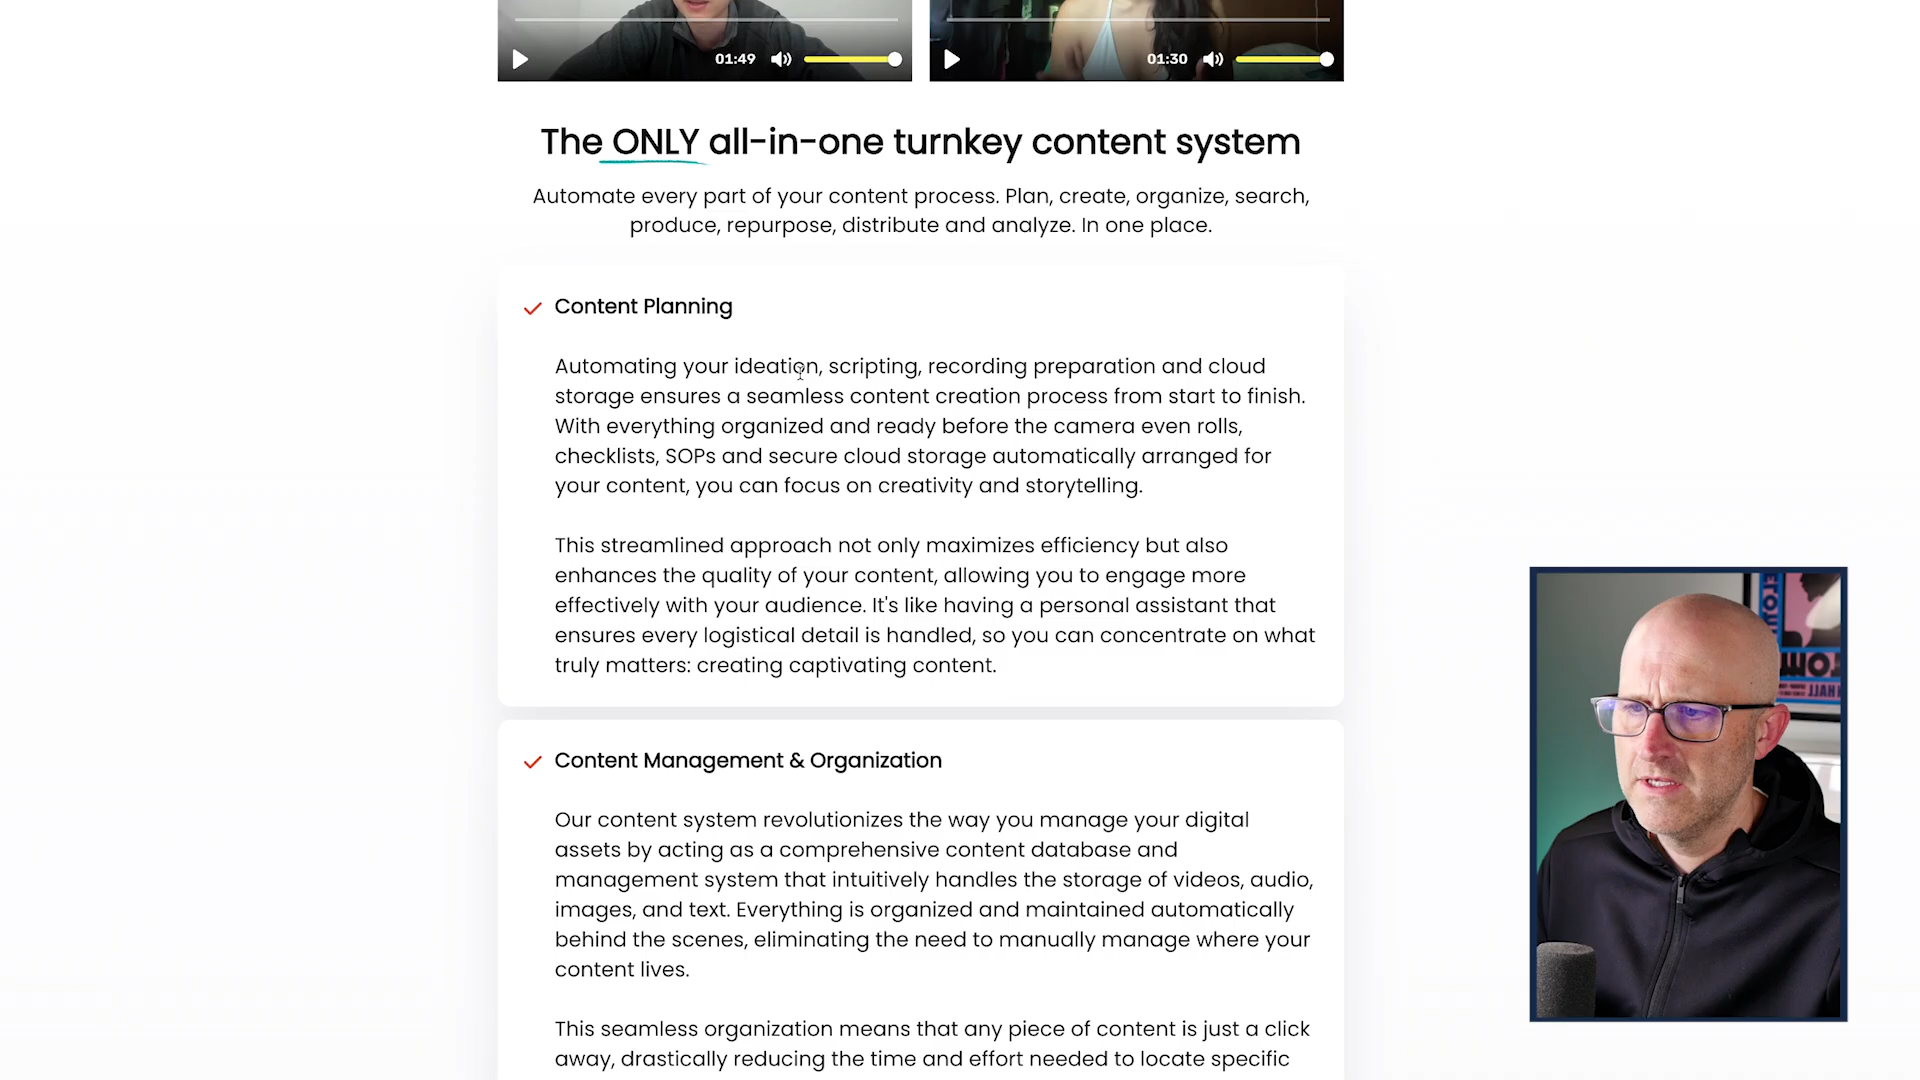 01:49
01:30
The ONLY all-in-one turnkey content system
Automate every part of your content process. Plan, create, organize, search,
produce, repurpose, distribute and analyze. In one place.
Content Planning
Automating your ideation, scripting, recording preparation and cloud
storage ensures a seamless content creation process from start to finish.
With everything organized and ready before the camera even rolls,
checklists, SOPs and secure cloud storage automatically arranged for
your content, you can focus on creativity and storytelling.
This streamlined approach not only maximizes efficiency but also
enhances the quality of your content, allowing you to engage more
effectively with your audience. It's like having a personal assistant that
ensures every logistical detail is handled, so you can concentrate on what
truly matters: creating captivating content.
Content Management & Organization
Our content system revolutionizes the way you manage your digital
assets by acting as a comprehensive content database and
management system that intuitively handles the storage of videos, audio,
images, and text. Everything is organized and maintained automatically
behind the scenes, eliminating the need to manually manage where your
content lives.
This seamless organization means that any piece of content is just a click
away, drastically reducing the time and effort needed to locate specific